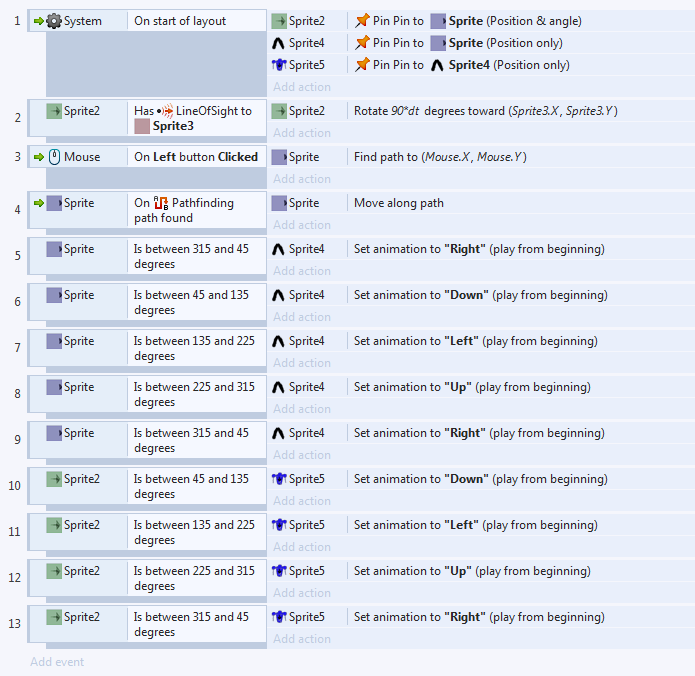 1 System On start of layout Sprite2 Pin Pin to Sprite (Position & angle)
Sprite4 Pin Pin to Sprite (Position only)
Sprite5 Pin Pin to Sprite4 (Position only)
Add action
2 Sprite2 Has LineOfSight to Sprite2 Rotate 90*dt degrees toward (Sprite3.X, Sprite3.Y)
Sprite3 Add action
3 Mouse On Left button Clicked Sprite Find path to (Mouse.X, Mouse.Y)
Add action
4 Sprite On Pathfinding Sprite Move along path
path found Add action
5 Sprite Is between 315 and 45 Sprite4 Set animation to "Right" (play from beginning)
degrees Add action
6 Sprite Is between 45 and 135 Sprite4 Set animation to "Down" (play from beginning)
degrees Add action
7 Sprite Is between 135 and 225 Sprite4 Set animation to "Left" (play from beginning)
degrees Add action
8 Sprite Is between 225 and 315 Sprite4 Set animation to "Up" (play from beginning)
degrees Add action
9 Sprite Is between 315 and 45 Sprite4 Set animation to "Right" (play from beginning)
degrees Add action
10 Sprite2 Is between 45 and 135 Sprite5 Set animation to "Down" (play from beginning)
degrees Add action
11 Sprite2 Is between 135 and 225 Sprite5 Set animation to "Left" (play from beginning)
degrees Add action
12 Sprite2 Is between 225 and 315 Sprite5 Set animation to "Up" (play from beginning)
degrees Add action
13 Sprite2 Is between 315 and 45 Sprite5 Set animation to "Right" (play from beginning)
degrees Add action
Add event